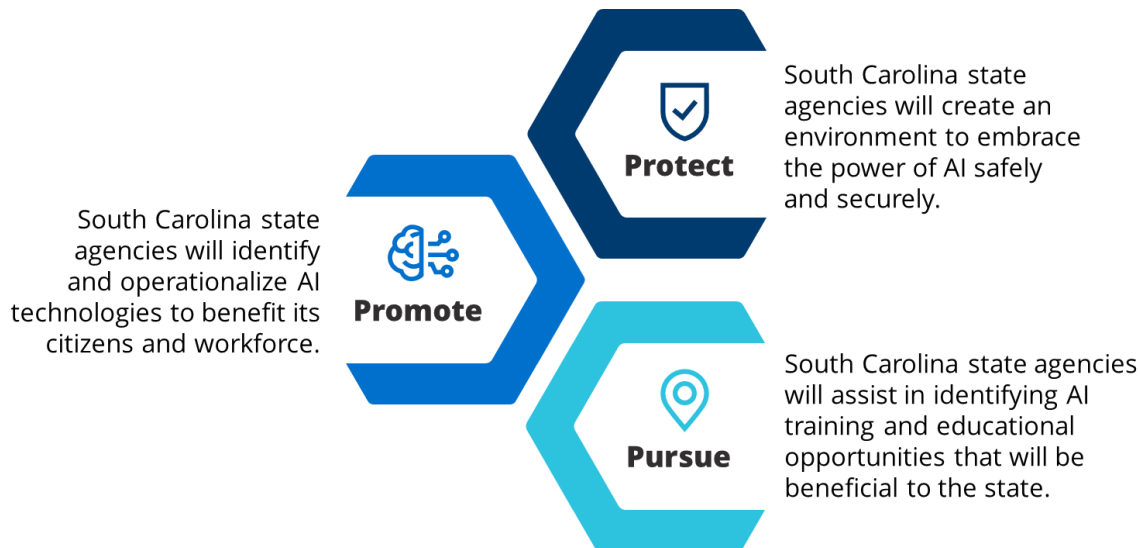 Protect
South Carolina state
agencies will create an
environment to embrace
the power of AI safely
and securely.
Promote
South Carolina state
agencies will identify
and operationalize AI
technologies to benefit its
citizens and workforce.
Pursue
South Carolina state agencies
will assist in identifying AI
training and educational
opportunities that will be
beneficial to the state.